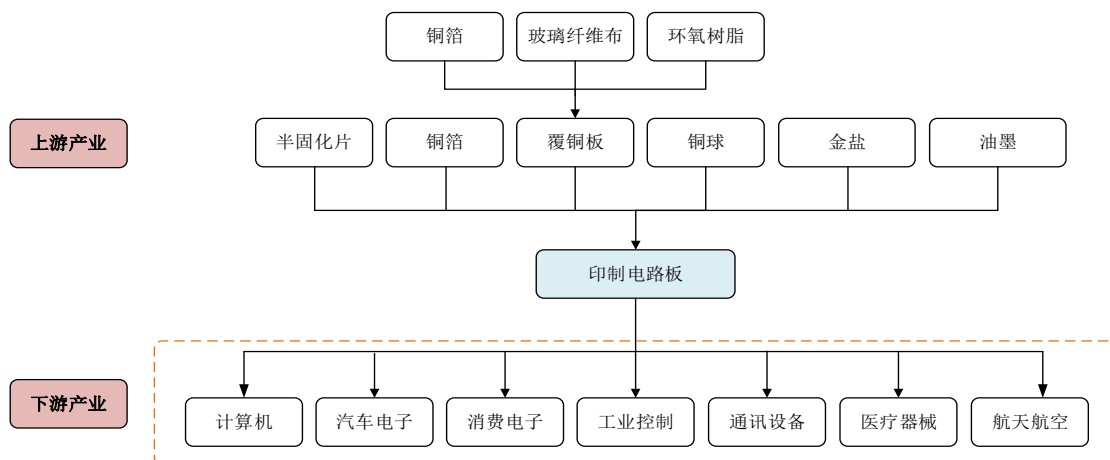 铜箔
玻璃纤维布
环氧树脂
上游产业
半固化片
铜箔
覆铜板
铜球
金盐
油墨
印制电路板
下游产业
计算机
汽车电子
消费电子
工业控制
通讯设备
医疗器械
航天航空